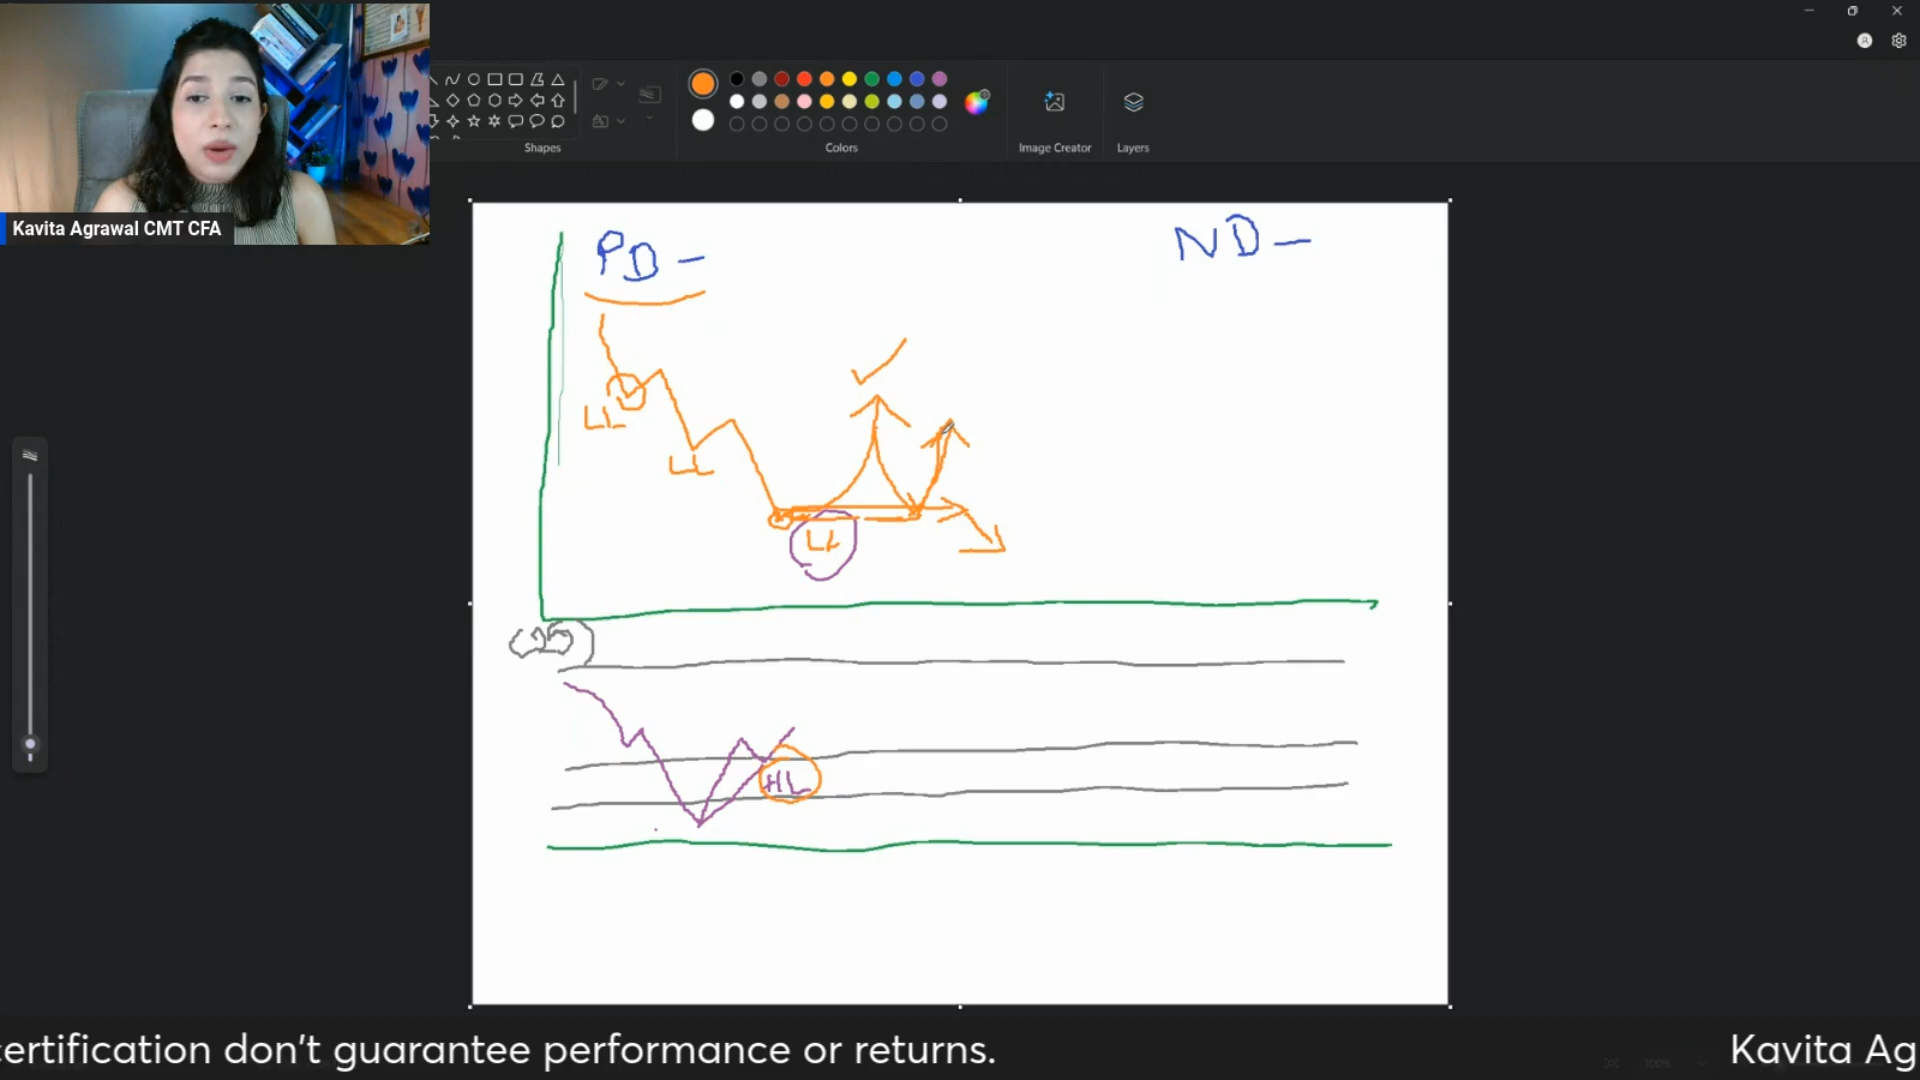 Kavita Agrawal CMT CFA
Shapes
Colors
Image Creator
Layers
PD -
ND -
LL
LL
LL
HL
ertification don't guarantee performance or returns.
Kavita Ag
100%